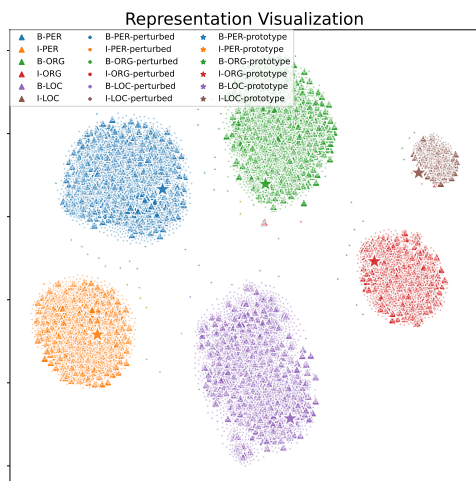 Representation Visualization
B-PER B-PER-perturbed B-PER-prototype
I-PER I-PER-perturbed I-PER-prototype
B-ORG B-ORG-perturbed B-ORG-prototype
I-ORG I-ORG-perturbed I-ORG-prototype
B-LOC B-LOC-perturbed B-LOC-prototype
I-LOC I-LOC-perturbed I-LOC-prototype